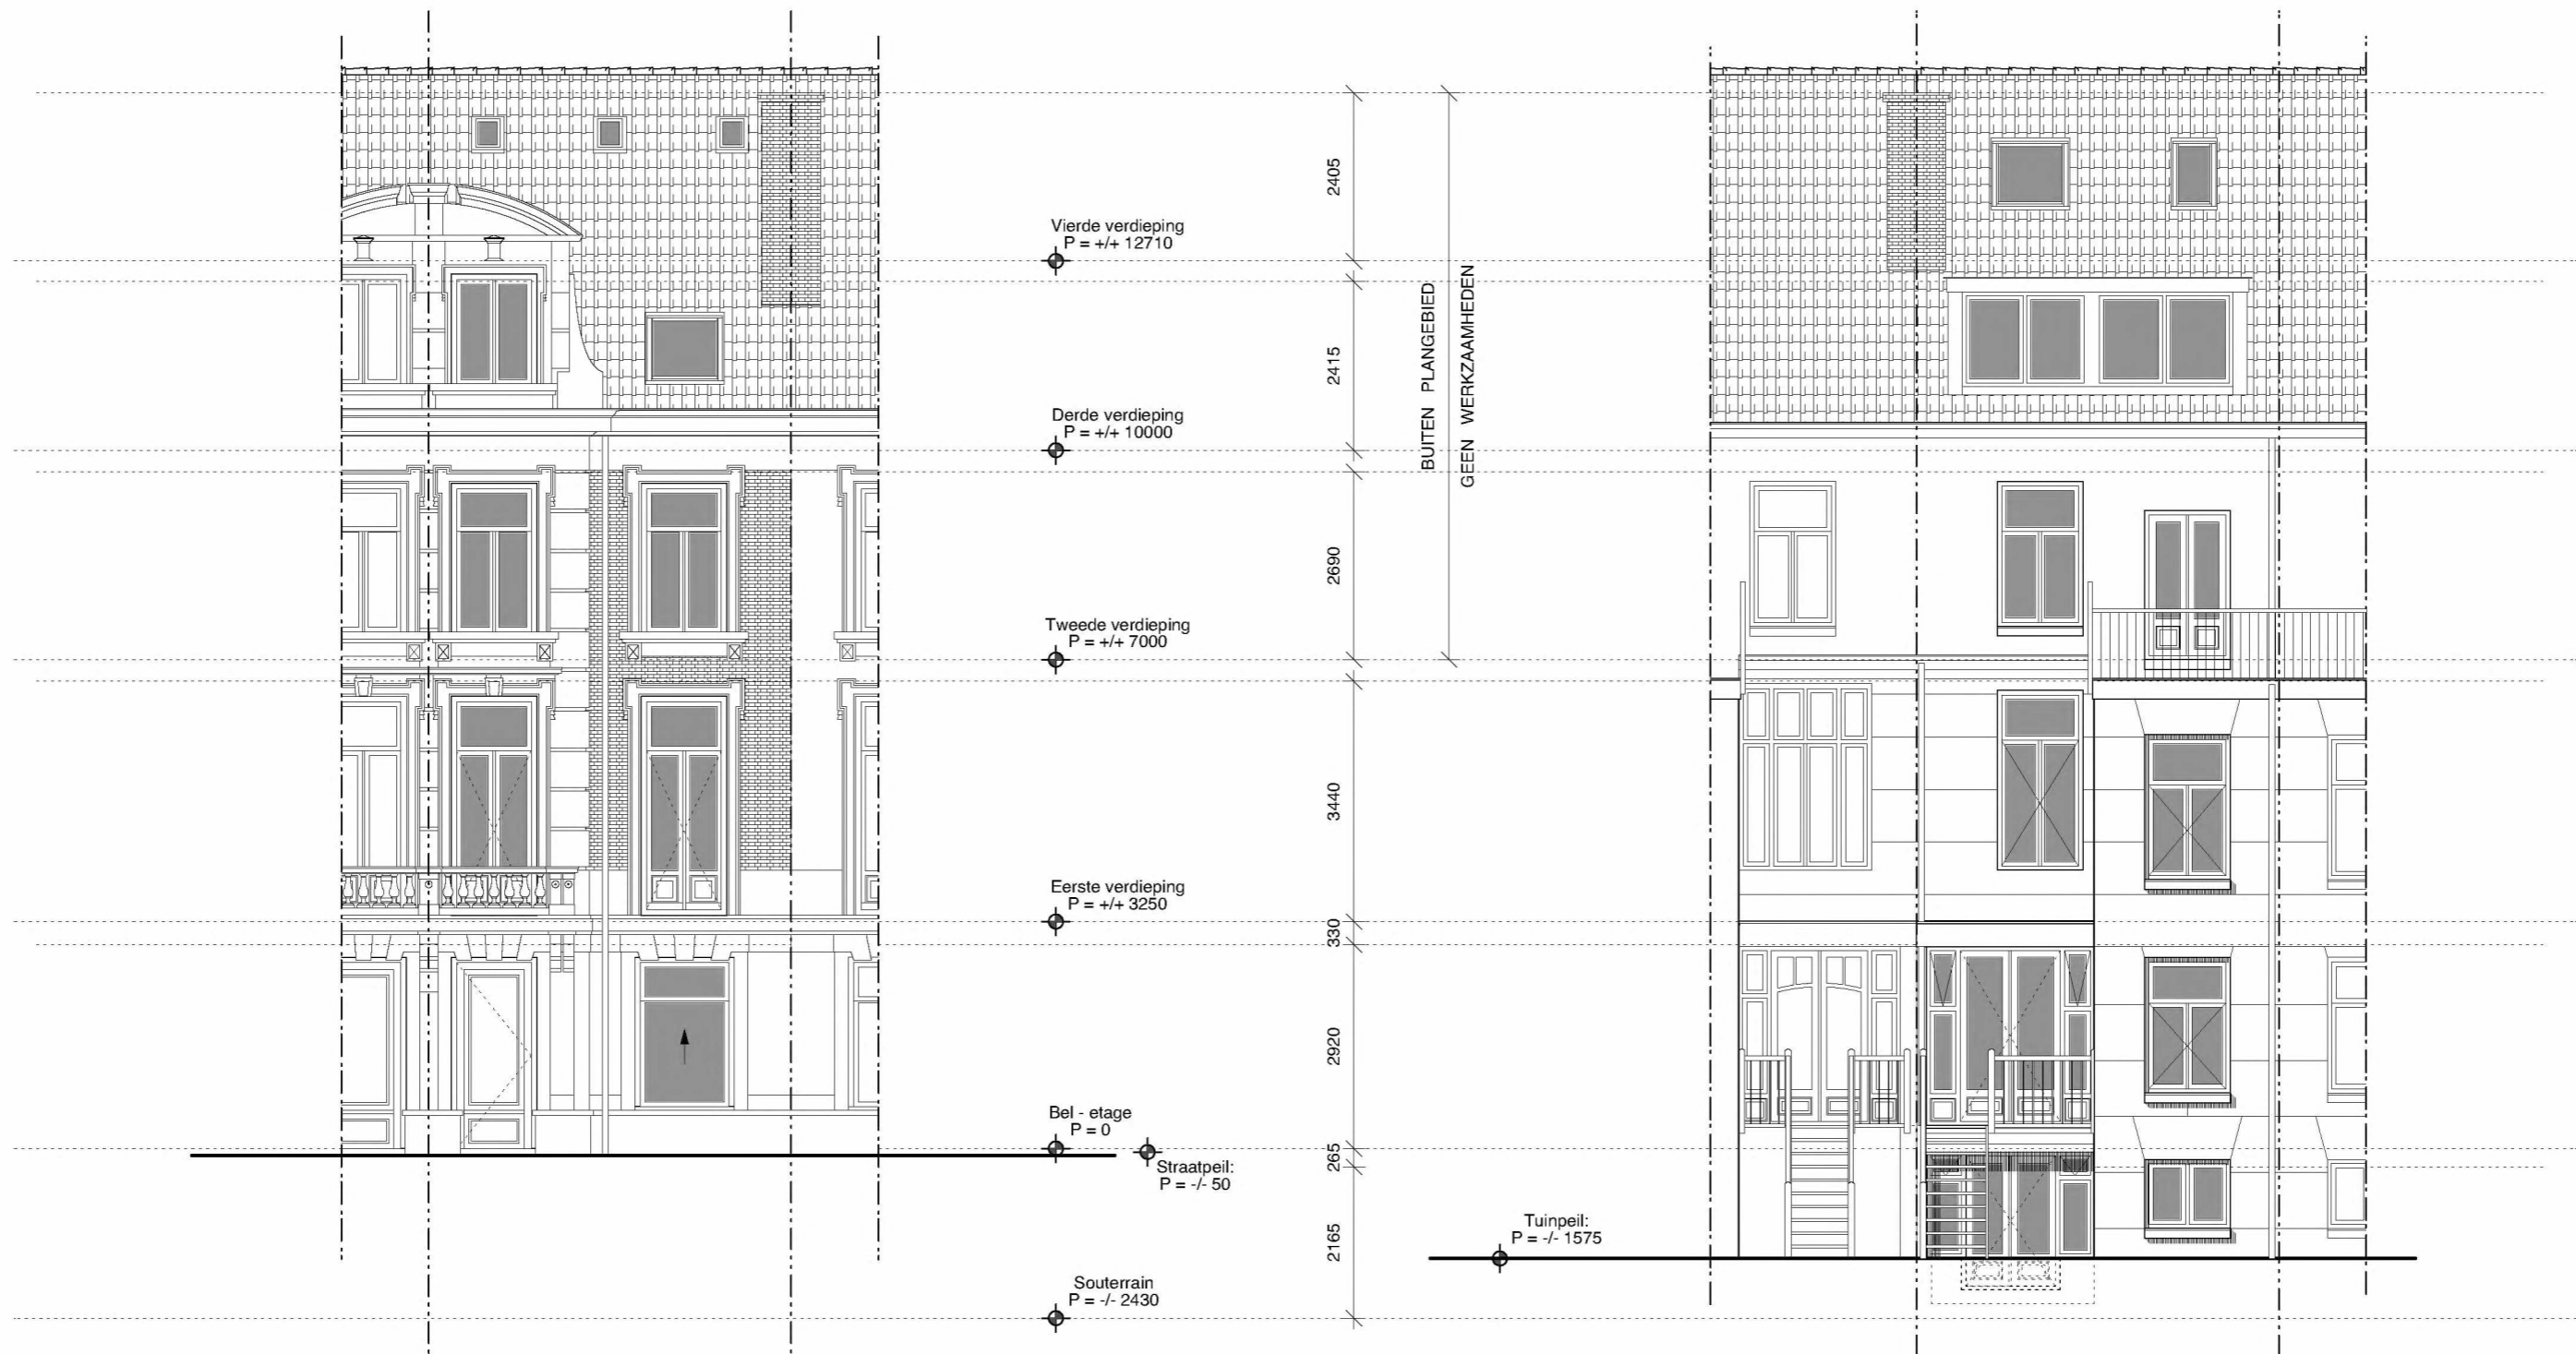 2405
Vierde verdieping
P = +/+ 12710
BUITEN PLANGEBIED
GEEN WERKZAAMHEDEN
2415
Derde verdieping
P = +/+ 10000
2690
Tweede verdieping
P = +/+ 7000
3440
Eerste verdieping
P = +/+ 3250
330
2920
Bel - etage
P = 0
265
Straatpeil:
P = -/- 50
2165
Tuinpeil:
P = -/- 1575
Souterrain
P = -/- 2430